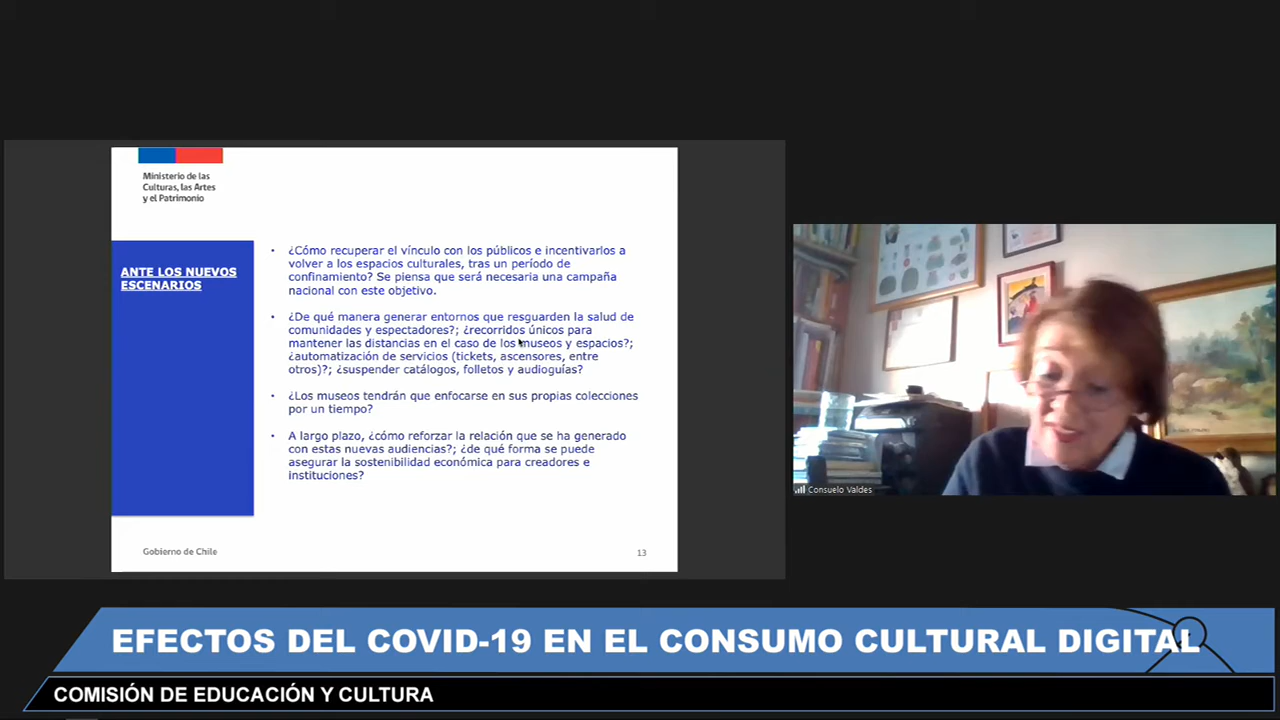 Ministerio de las
Culturas, las Artes
y el Patrimonio
ANTE LOS NUEVOS
ESCENARIOS
• ¿Cómo recuperar el vínculo con los públicos e incentivarlos a
volver a los espacios culturales, tras un período de
confinamiento? Se piensa que será necesaria una campaña
nacional con este objetivo.
• ¿De qué manera generar entornos que resguarden la salud de
comunidades y espectadores?; ¿recorridos únicos para
mantener las distancias en el caso de los museos y espacios?;
¿automatización de servicios (tickets, ascensores, entre
otros)?; ¿suspender catálogos, folletos y audioguías?
• ¿Los museos tendrán que enfocarse en sus propias colecciones
por un tiempo?
• A largo plazo, ¿cómo reforzar la relación que se ha generado
con estas nuevas audiencias?; ¿de qué forma se puede
asegurar la sostenibilidad económica para creadores e
instituciones?
Gobierno de Chile
13
Consuelo Valdes
EFECTOS DEL COVID-19 EN EL CONSUMO CULTURAL DIGITAL
COMISIÓN DE EDUCACIÓN Y CULTURA